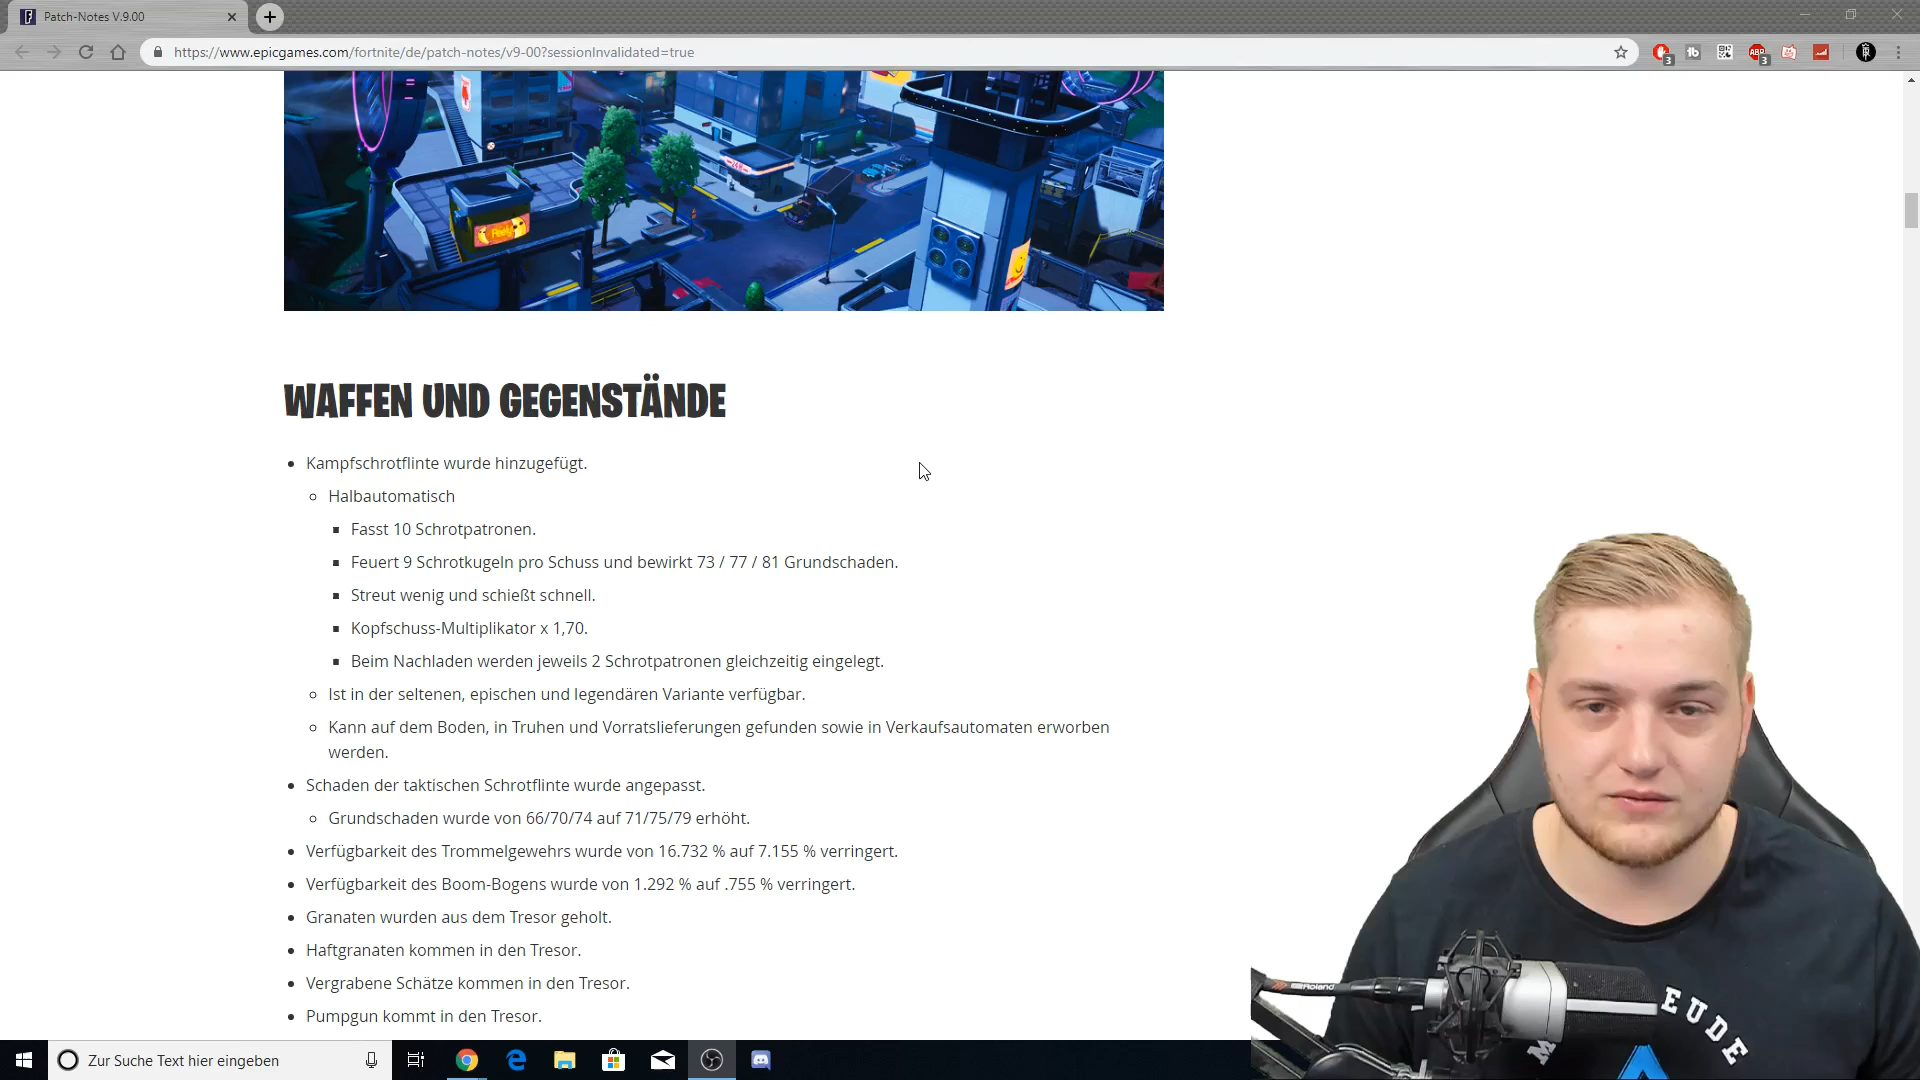 Patch-Notes V.9.00
https://www.epicgames.com/fortnite/de/patch-notes/v9-00?sessionInvalidated=true
3
ABP
3
Peely
WAFFEN UND GEGENSTÄNDE
Kampfschrotflinte wurde hinzugefügt.
Halbautomatisch
Fasst 10 Schrotpatronen.
Feuert 9 Schrotkugeln pro Schuss und bewirkt 73 / 77 / 81 Grundschaden.
Streut wenig und schießt schnell.
Kopfschuss-Multiplikator x 1,70.
Beim Nachladen werden jeweils 2 Schrotpatronen gleichzeitig eingelegt.
Ist in der seltenen, epischen und legendären Variante verfügbar.
Kann auf dem Boden, in Truhen und Vorratslieferungen gefunden sowie in Verkaufsautomaten erworben
werden.
Schaden der taktischen Schrotflinte wurde angepasst.
Grundschaden wurde von 66/70/74 auf 71/75/79 erhöht.
Verfügbarkeit des Trommelgewehrs wurde von 16.732 % auf 7.155 % verringert.
Verfügbarkeit des Boom-Bogens wurde von 1.292 % auf .755 % verringert.
Granaten wurden aus dem Tresor geholt.
Haftgranaten kommen in den Tresor.
Vergrabene Schätze kommen in den Tresor.
Pumpgun kommt in den Tresor.
Roland
EUDE
Zur Suche Text hier eingeben